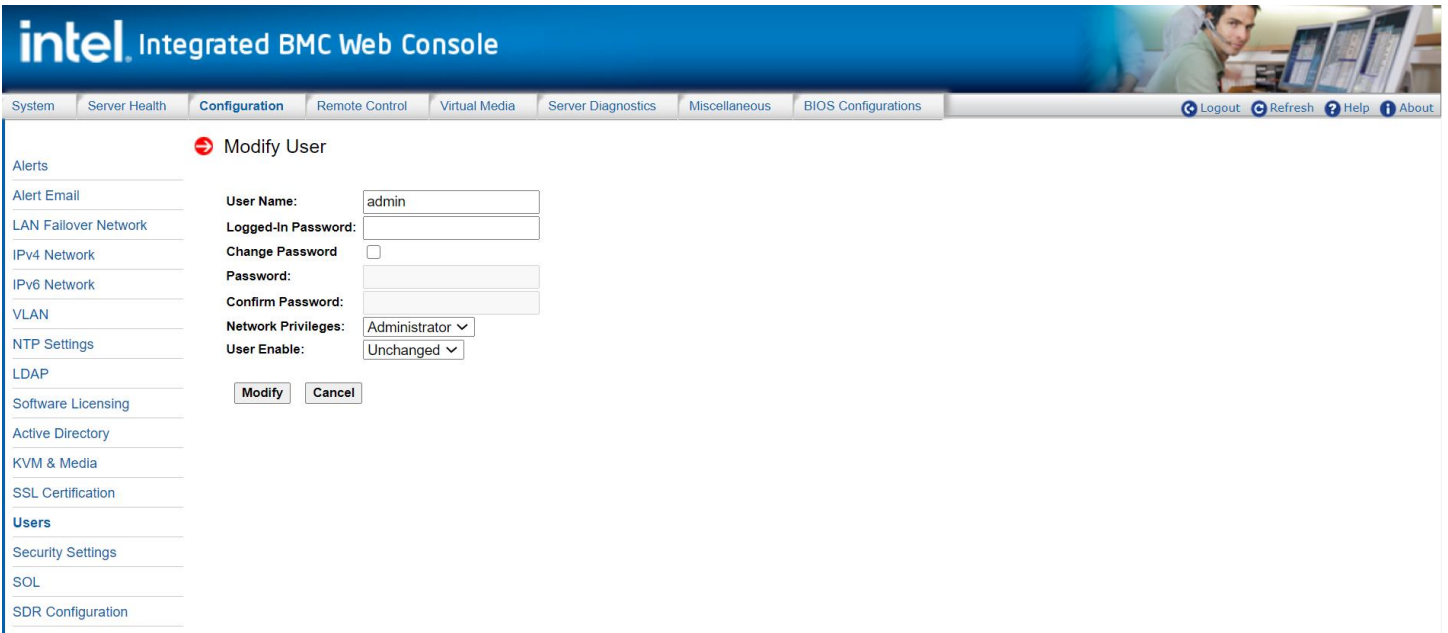 intel. Integrated BMC Web Console
System Server Health Configuration Remote Control Virtual Media Server Diagnostics Miscellaneous BIOS Configurations Logout Refresh Help About
Modify User
Alerts
Alert Email
LAN Failover Network
IPv4 Network
IPv6 Network
VLAN
NTP Settings
LDAP
Software Licensing
Active Directory
KVM & Media
SSL Certification
Users
Security Settings
SOL
SDR Configuration
User Name: admin
Logged-In Password:
Change Password
Password:
Confirm Password:
Network Privileges: Administrator
User Enable: Unchanged
Modify Cancel